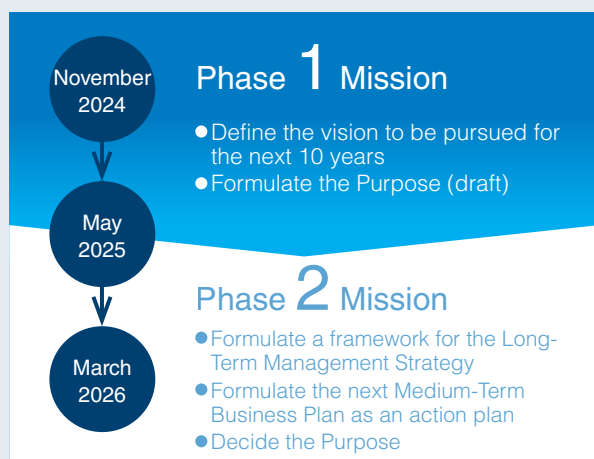 November
2024
Phase 1 Mission
●Define the vision to be pursued for
the next 10 years
●Formulate the Purpose (draft)
May
2025
Phase 2 Mission
●Formulate a framework for the Long-
Term Management Strategy
●Formulate the next Medium-Term
Business Plan as an action plan
●Decide the Purpose
March
2026